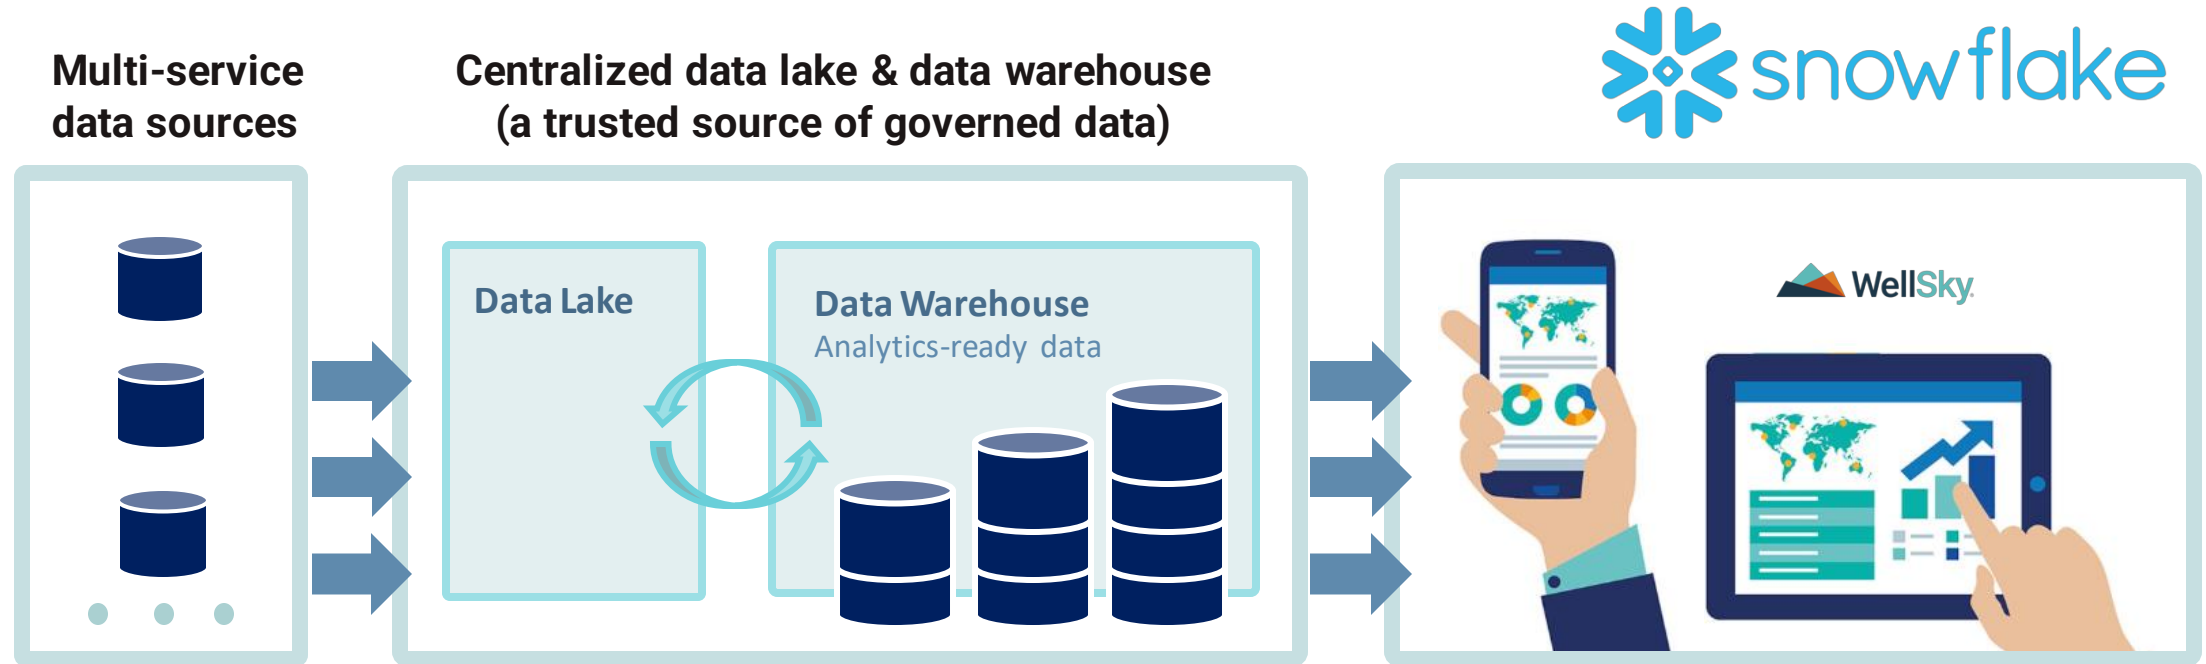 Multi-service
data sources
Centralized data lake & data warehouse
(a trusted source of governed data)
snowflake
Data Lake
Data Warehouse
Analytics-ready data
WellSky